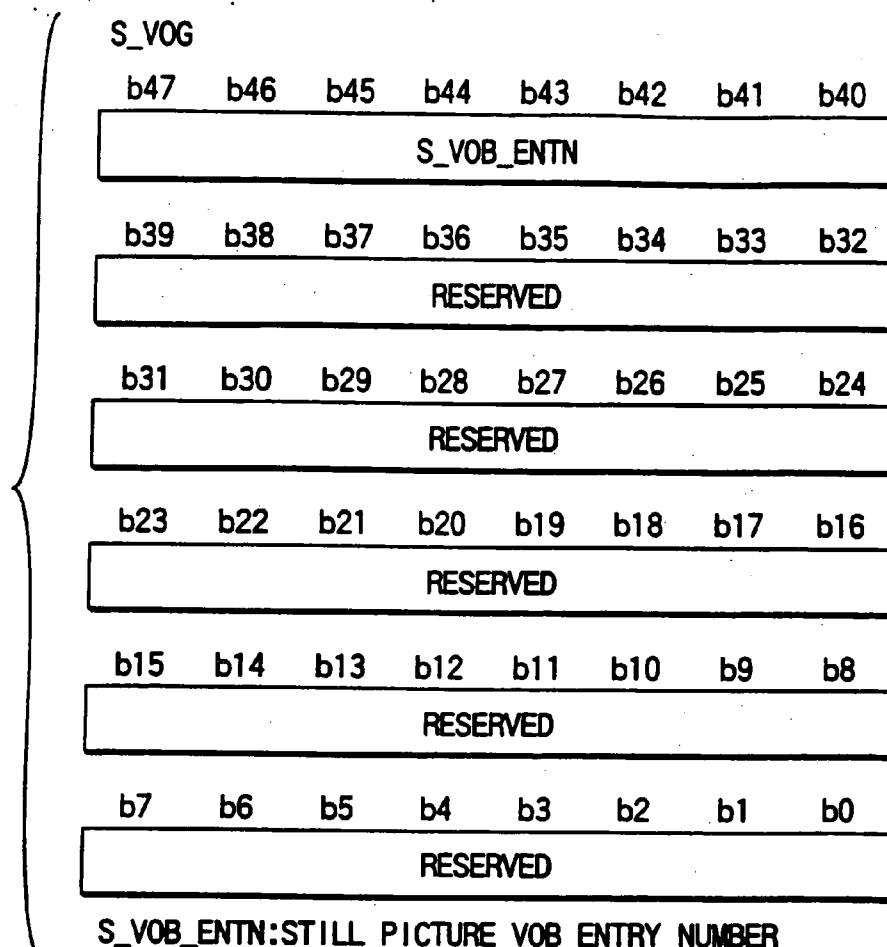 S_VOG
b47 b46 b45 b44 b43 b42 b41 b40
S_VOB_ENTN
b39 b38 b37 b36 b35 b34 b33 b32
RESERVED
b31 b30 b29 b28 b27 b26 b25 b24
RESERVED
b23 b22 b21 b20 b19 b18 b17 b16
RESERVED
b15 b14 b13 b12 b11 b10 b9 b8
RESERVED
b7 b6 b5 b4 b3 b2 b1 b0
RESERVED
S_VOB_ENTN:STILL PICTURE VOB ENTRY NUMBER